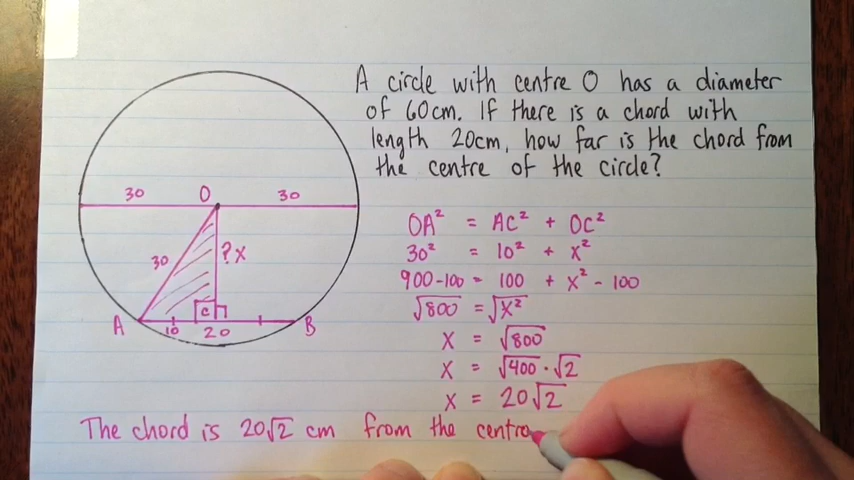 A circle with centre O has a diameter
of 60cm. If there is a chord with
length 20cm, how far is the chord from
the centre of the circle?
30 O 30
OA² = AC² + OC²
30² = 10² + x²
30 ? x
900-100 = 100 + x² - 100
√800 = √x²
C
A 10 20 B
x = √800
x = √400 · √2
x = 20√2
The chord is 20√2 cm from the centre